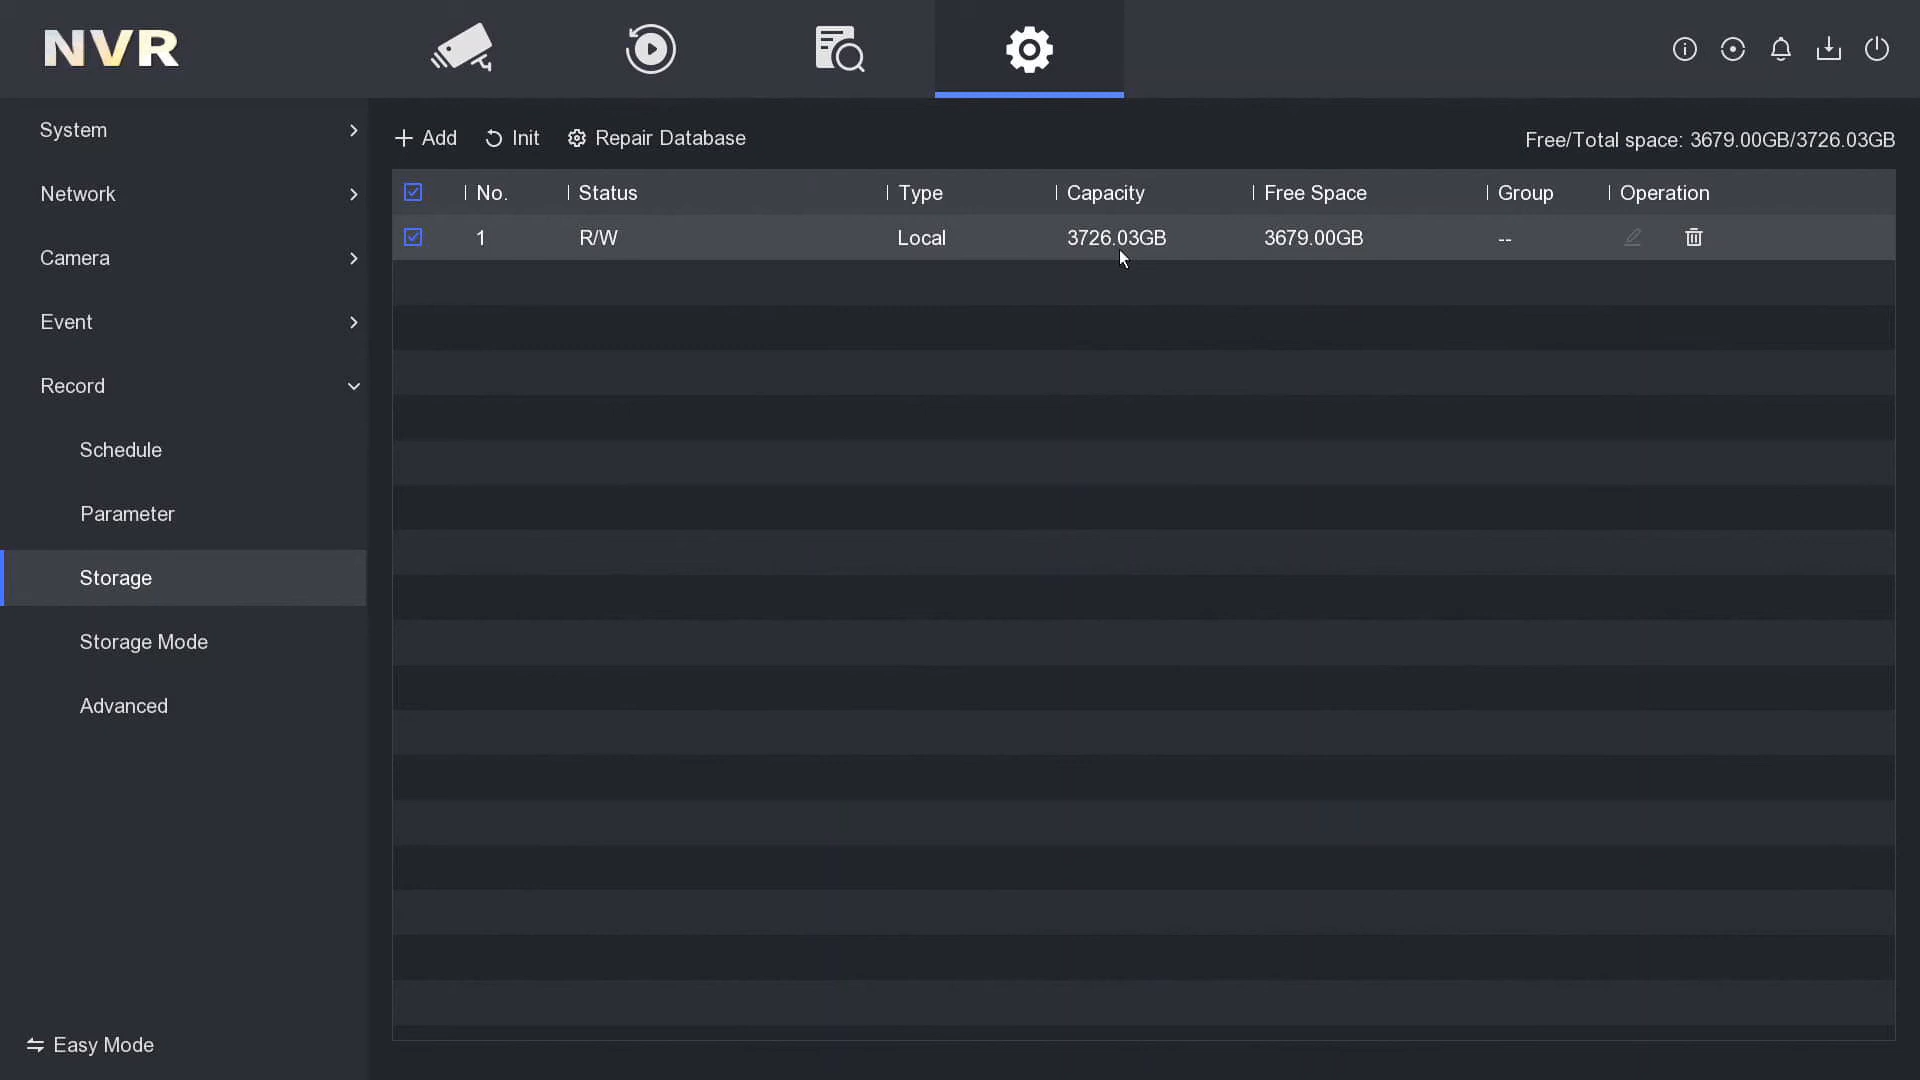 NVR
System
Network
Camera
Event
Record
Schedule
Parameter
Storage
Storage Mode
Advanced
Easy Mode
Add Init Repair Database Free/Total space: 3679.00GB/3726.03GB
No. Status Type Capacity Free Space Group Operation
1 R/W Local 3726.03GB 3679.00GB --